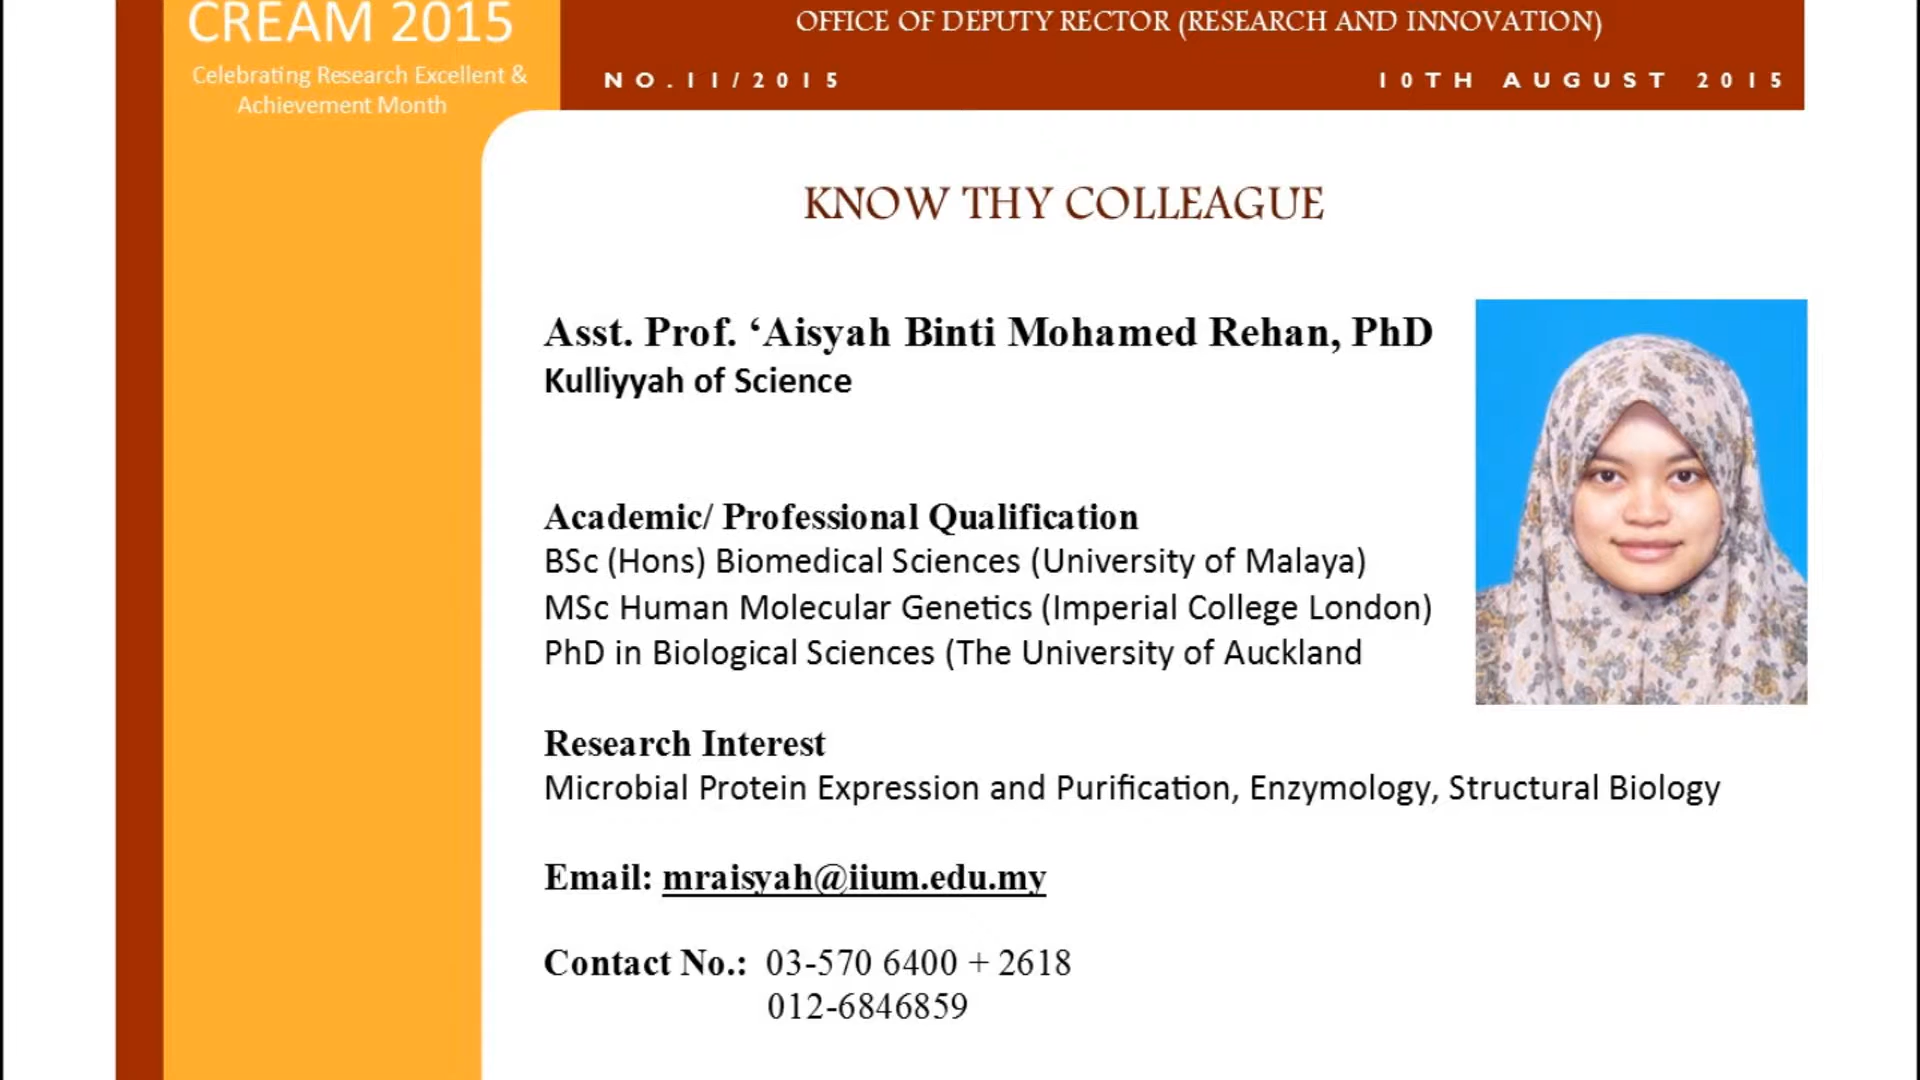 CREAM 2015
Celebrating Research Excellent &
Achievement Month
OFFICE OF DEPUTY RECTOR (RESEARCH AND INNOVATION)
NO.11/2015
10TH AUGUST 2015
KNOW THY COLLEAGUE
Asst. Prof. ‘Aisyah Binti Mohamed Rehan, PhD
Kulliyyah of Science
Academic/ Professional Qualification
BSc (Hons) Biomedical Sciences (University of Malaya)
MSc Human Molecular Genetics (Imperial College London)
PhD in Biological Sciences (The University of Auckland
Research Interest
Microbial Protein Expression and Purification, Enzymology, Structural Biology
Email: mraisyah@iium.edu.my
Contact No.: 03-570 6400 + 2618
012-6846859